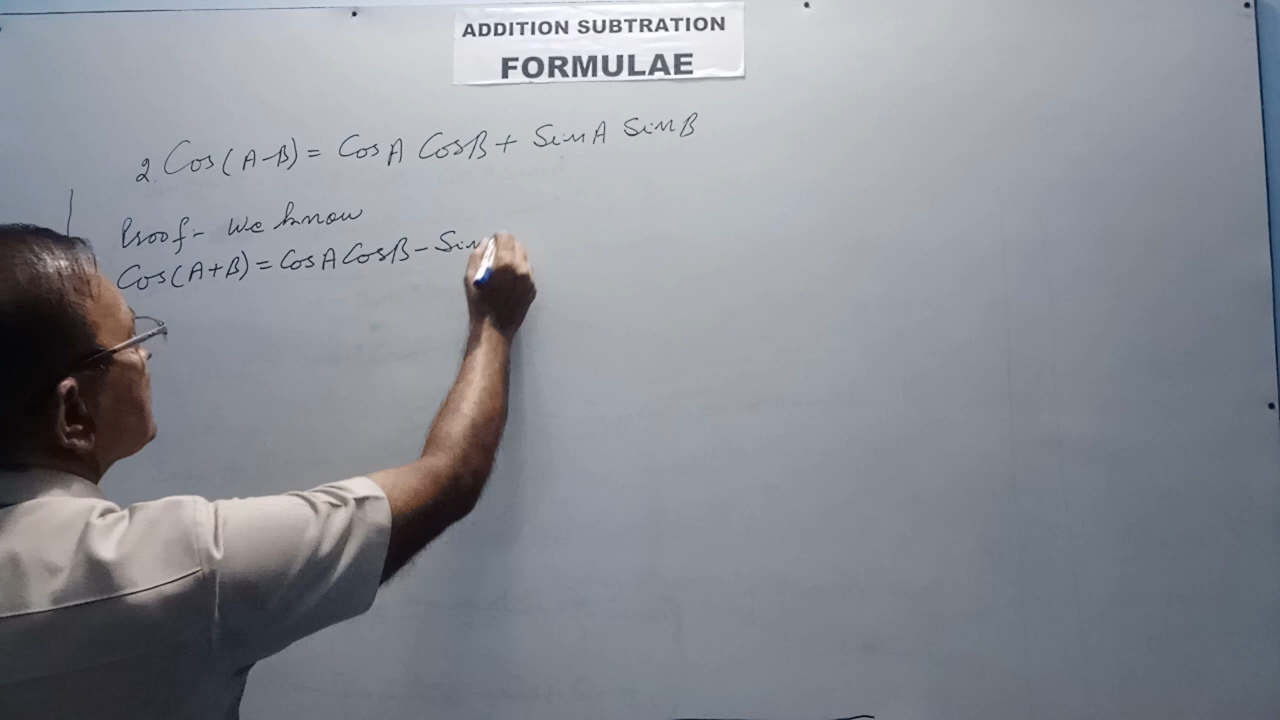 ADDITION SUBTRATION
FORMULAE
2. Cos(A-B) = CosA CosB + SinA SinB
Proof- We know
Cos(A+B) = CosA CosB - Sin